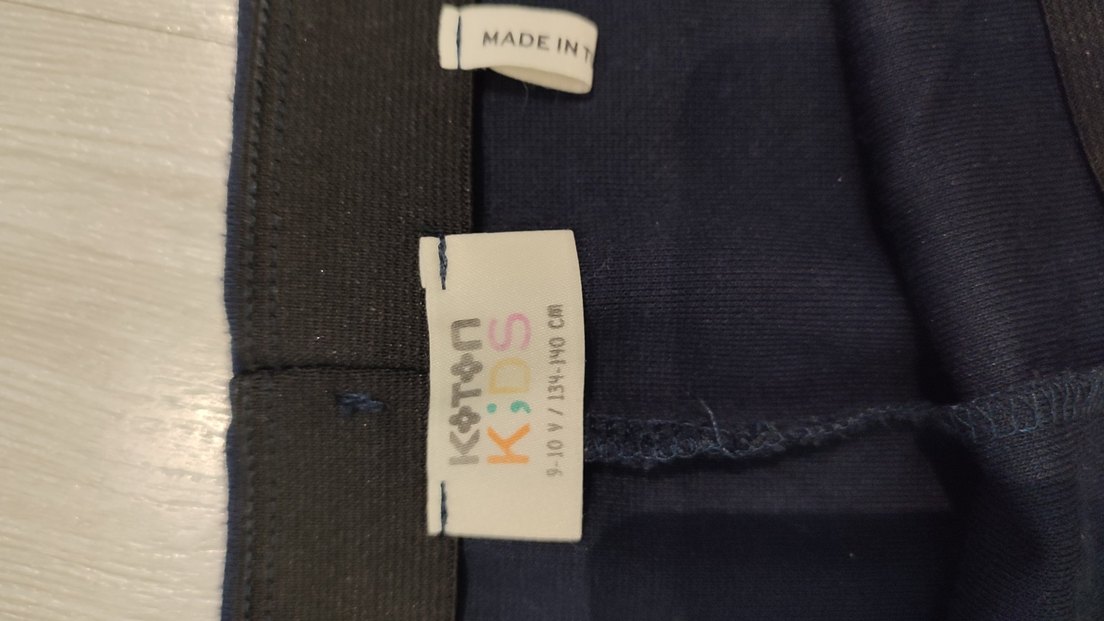 MADE IN T
KOTON
KiDS
9-10 Y / 134-140 CM